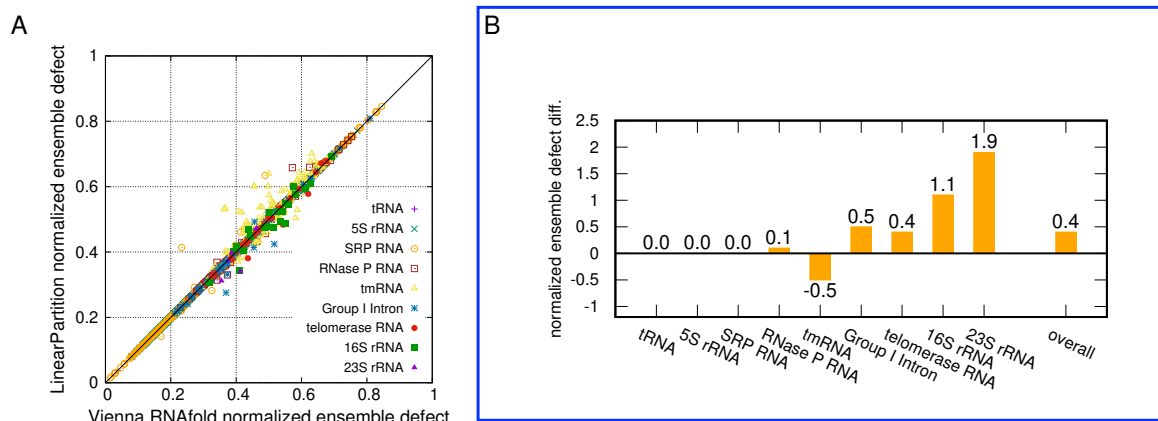 A
LinearPartition normalized ensemble defect
1
0.8
0.6
0.4
0.2
0
0 0.2 0.4 0.6 0.8 1
Vienna RNAfold normalized ensemble defect
tRNA
5S rRNA
SRP RNA
RNase P RNA
tmRNA
Group I Intron
telomerase RNA
16S rRNA
23S rRNA
B
normalized ensemble defect diff.
2.5
2
1.5
1
0.5
0
-0.5
-1
0.0 0.0 0.0 0.1 -0.5 0.5 0.4 1.1 1.9 0.4
tRNA
5S rRNA
SRP RNA
RNase P RNA
tmRNA
Group I Intron
telomerase RNA
16S rRNA
23S rRNA
overall